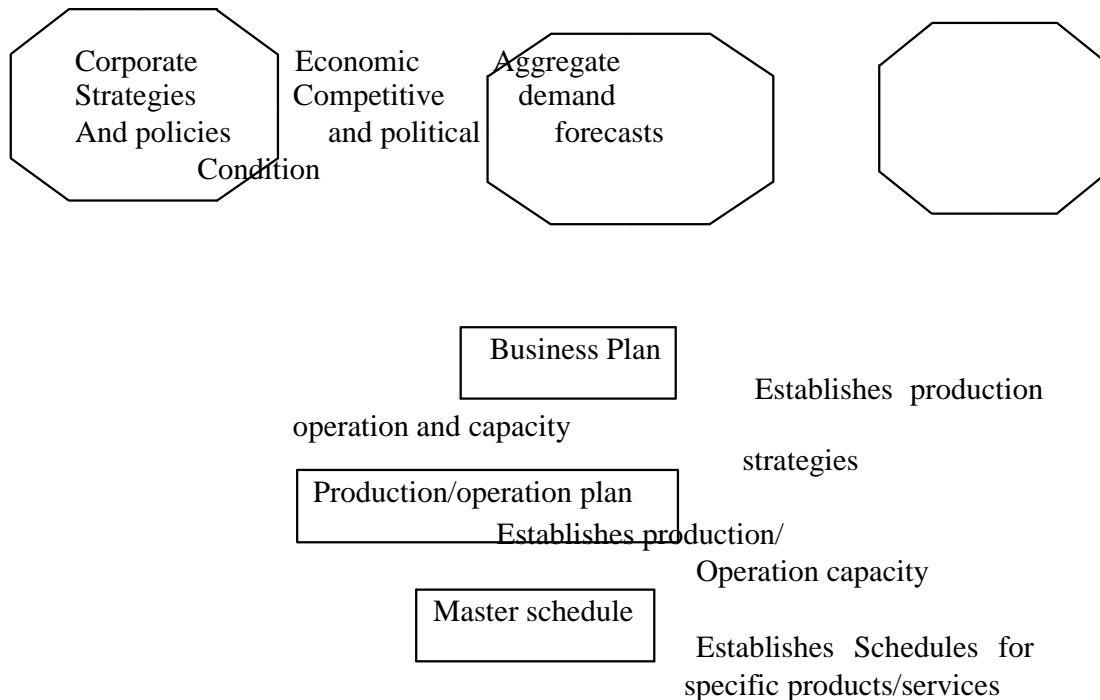 Corporate Economic Aggregate
Strategies Competitive demand
And policies and political forecasts
Condition
Business Plan
Establishes production
operation and capacity
strategies
Production/operation plan
Establishes production/
Operation capacity
Master schedule
Establishes Schedules for
specific products/services